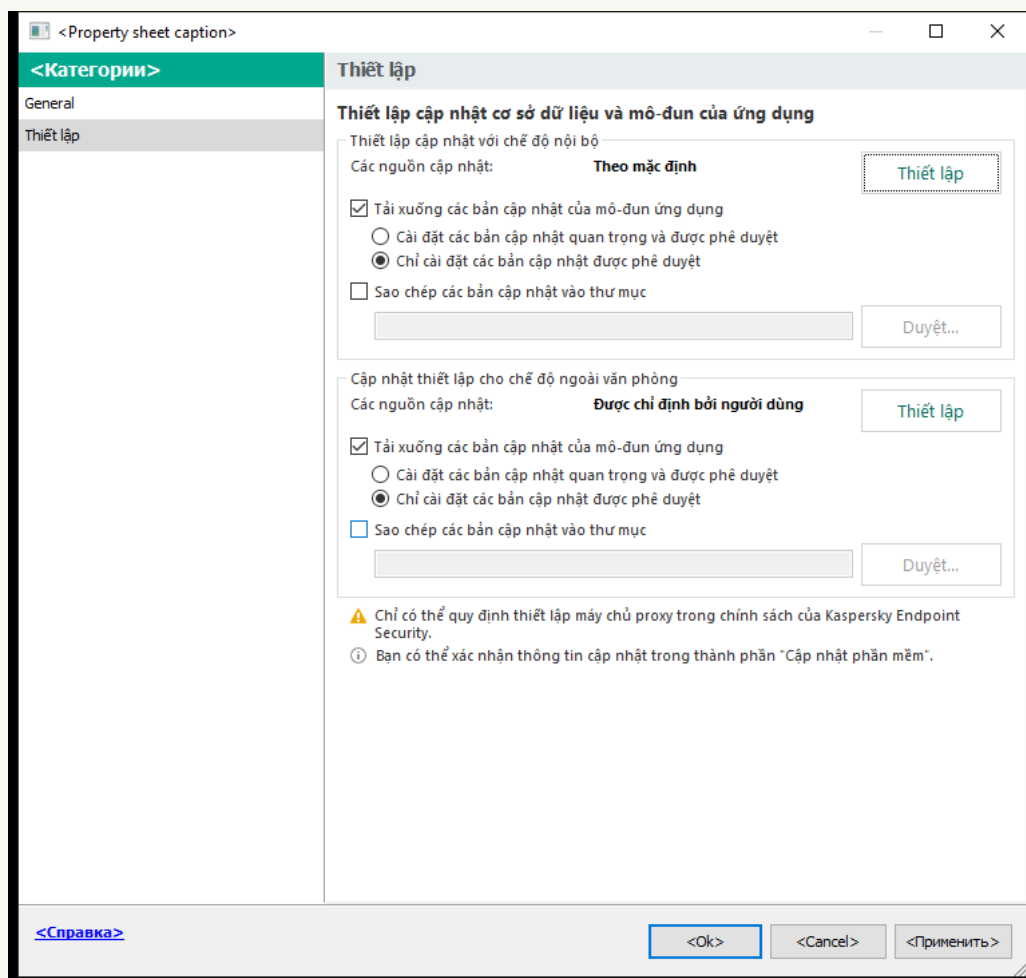 <Property sheet caption>
<Категории>
General
Thiết lập
Thiết lập
Thiết lập cập nhật cơ sở dữ liệu và mô-đun của ứng dụng
Thiết lập cập nhật với chế độ nội bộ
Các nguồn cập nhật: Theo mặc định Thiết lập
Tải xuống các bản cập nhật của mô-đun ứng dụng
Cài đặt các bản cập nhật quan trọng và được phê duyệt
Chỉ cài đặt các bản cập nhật được phê duyệt
Sao chép các bản cập nhật vào thư mục
Duyệt...
Cập nhật thiết lập cho chế độ ngoài văn phòng
Các nguồn cập nhật: Được chỉ định bởi người dùng Thiết lập
Tải xuống các bản cập nhật của mô-đun ứng dụng
Cài đặt các bản cập nhật quan trọng và được phê duyệt
Chỉ cài đặt các bản cập nhật được phê duyệt
Sao chép các bản cập nhật vào thư mục
Duyệt...
Chỉ có thể quy định thiết lập máy chủ proxy trong chính sách của Kaspersky Endpoint
Security.
Bạn có thể xác nhận thông tin cập nhật trong thành phần "Cập nhật phần mềm".
<Справка>
<Ok> <Cancel> <Применить>